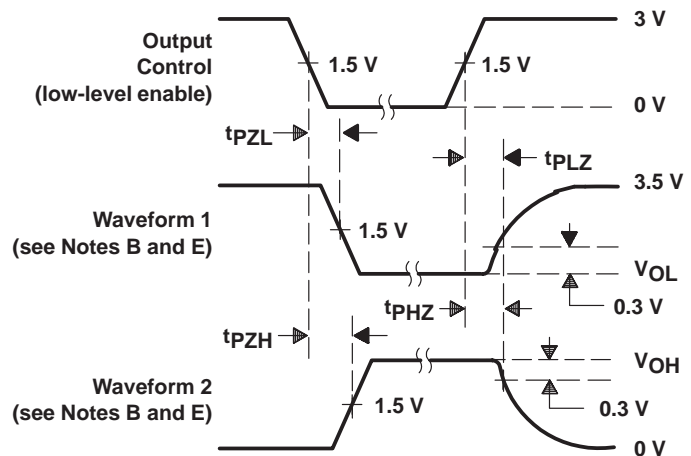 3 V
Output
Control
(low-level enable)
1.5 V
1.5 V
0 V
tPZL
tPLZ
3.5 V
Waveform 1
(see Notes B and E)
1.5 V
VOL
0.3 V
tPHZ
tPZH
VOH
Waveform 2
(see Notes B and E)
1.5 V
0.3 V
0 V